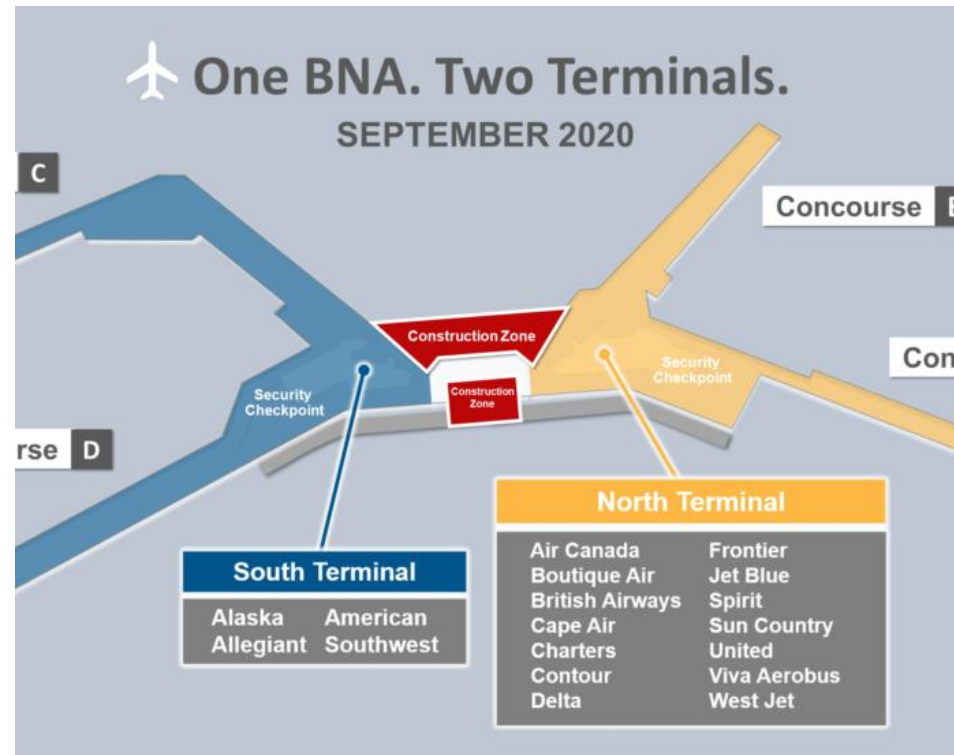 One BNA. Two Terminals.
SEPTEMBER 2020
C
Concourse
Construction Zone
Con
Security
Checkpoint
Construction
Zone
Security
Checkpoint
rse D
North Terminal
Air Canada Frontier
Boutique Air Jet Blue
British Airways Spirit
Cape Air Sun Country
Charters United
Contour Viva Aerobus
Delta West Jet
South Terminal
Alaska American
Allegiant Southwest